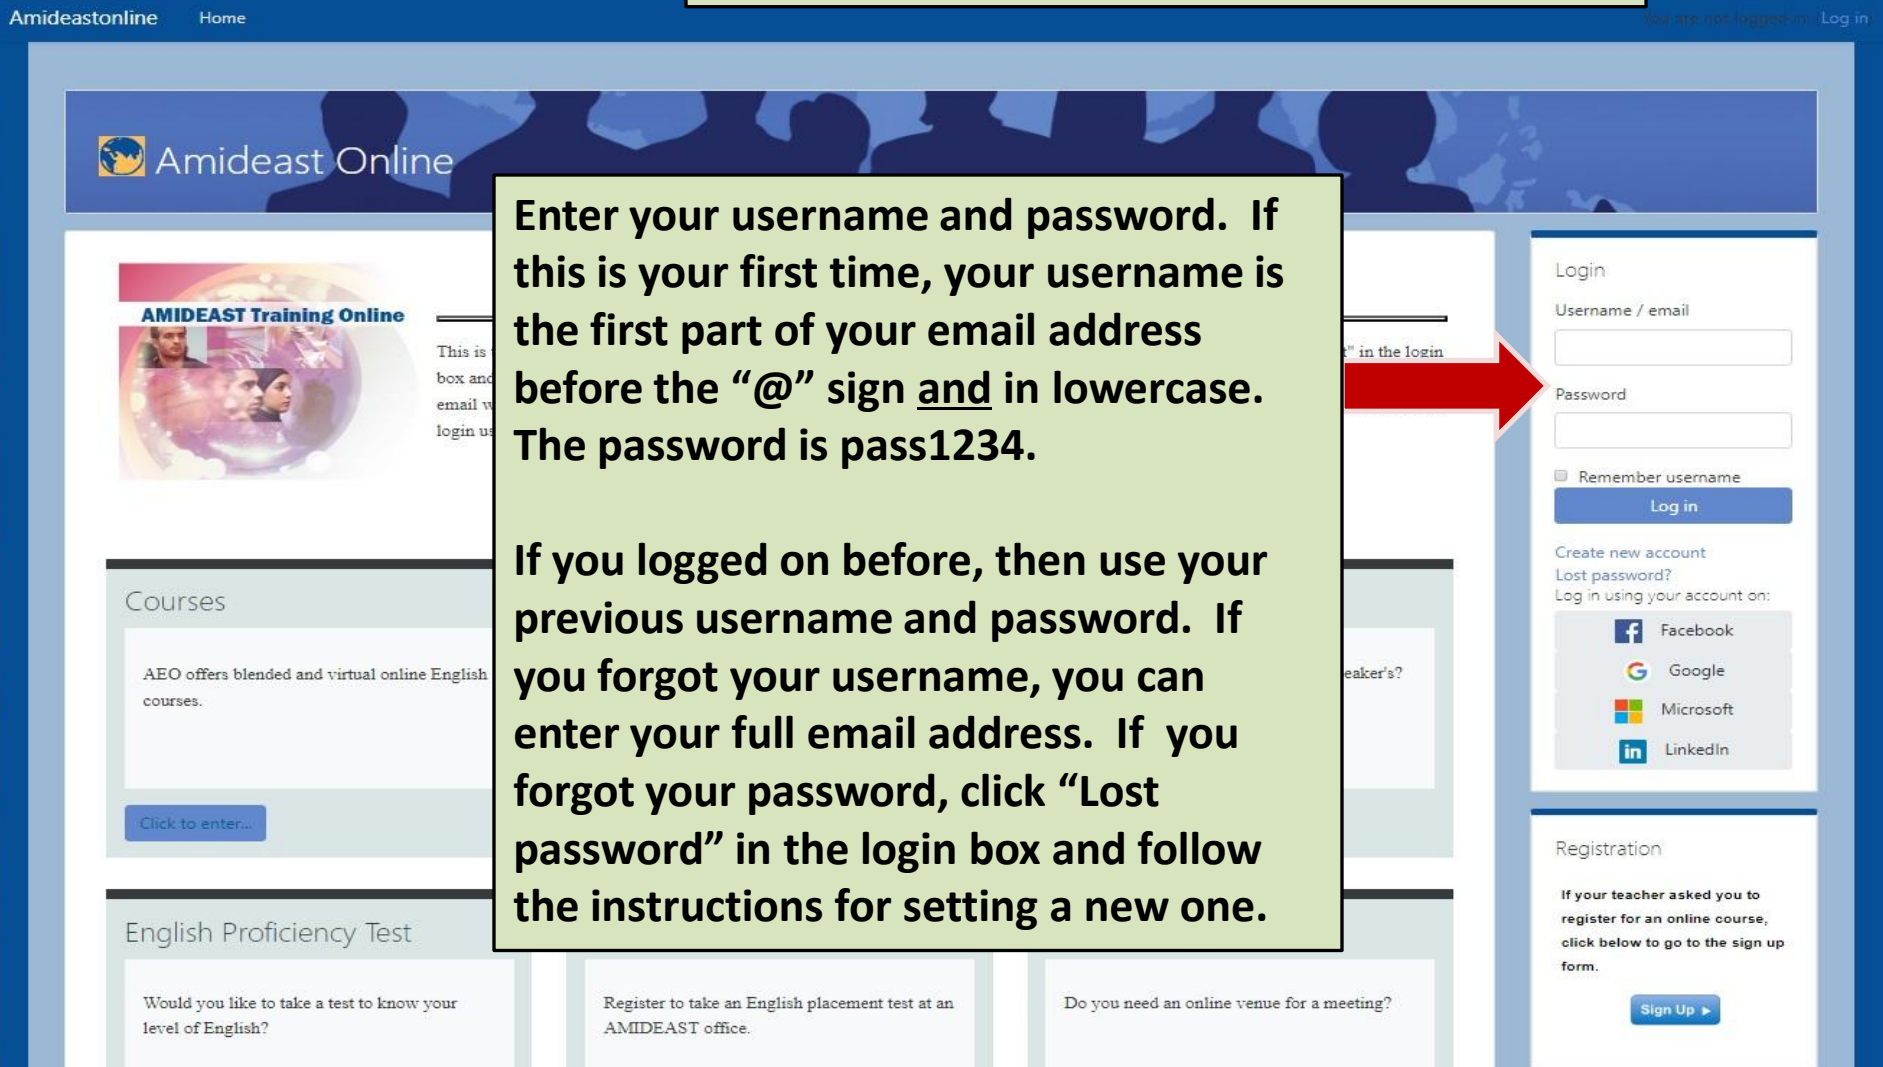 Amideastonline Home You are not logged in. (Log in)
Amideast Online
Enter your username and password.  If
this is your first time, your username is
the first part of your email address
before the “@” sign and in lowercase.
The password is pass1234.
If you logged on before, then use your
previous username and password.  If
you forgot your username, you can
enter your full email address.  If  you
forgot your password, click “Lost
password” in the login box and follow
the instructions for setting a new one.
AMIDEAST Training Online
This is
box and
email
login
" in the login
Courses
AEO offers blended and virtual online English
courses.
Click to enter...
eaker's?
English Proficiency Test
Would you like to take a test to know your
level of English?
Register to take an English placement test at an
AMIDEAST office.
Do you need an online venue for a meeting?
Login
Username / email
Password
Remember username
Log in
Create new account
Lost password?
Log in using your account on:
Facebook
Google
Microsoft
LinkedIn
Registration
If your teacher asked you to
register for an online course,
click below to go to the sign up
form.
Sign Up